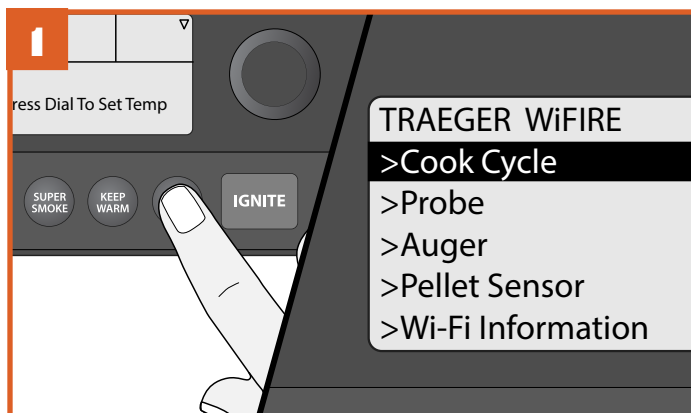 1
ress Dial To Set Temp
SUPER
SMOKE
KEEP
WARM
IGNITE
TRAEGER WiFIRE
>Cook Cycle
>Probe
>Auger
>Pellet Sensor
>Wi-Fi Information